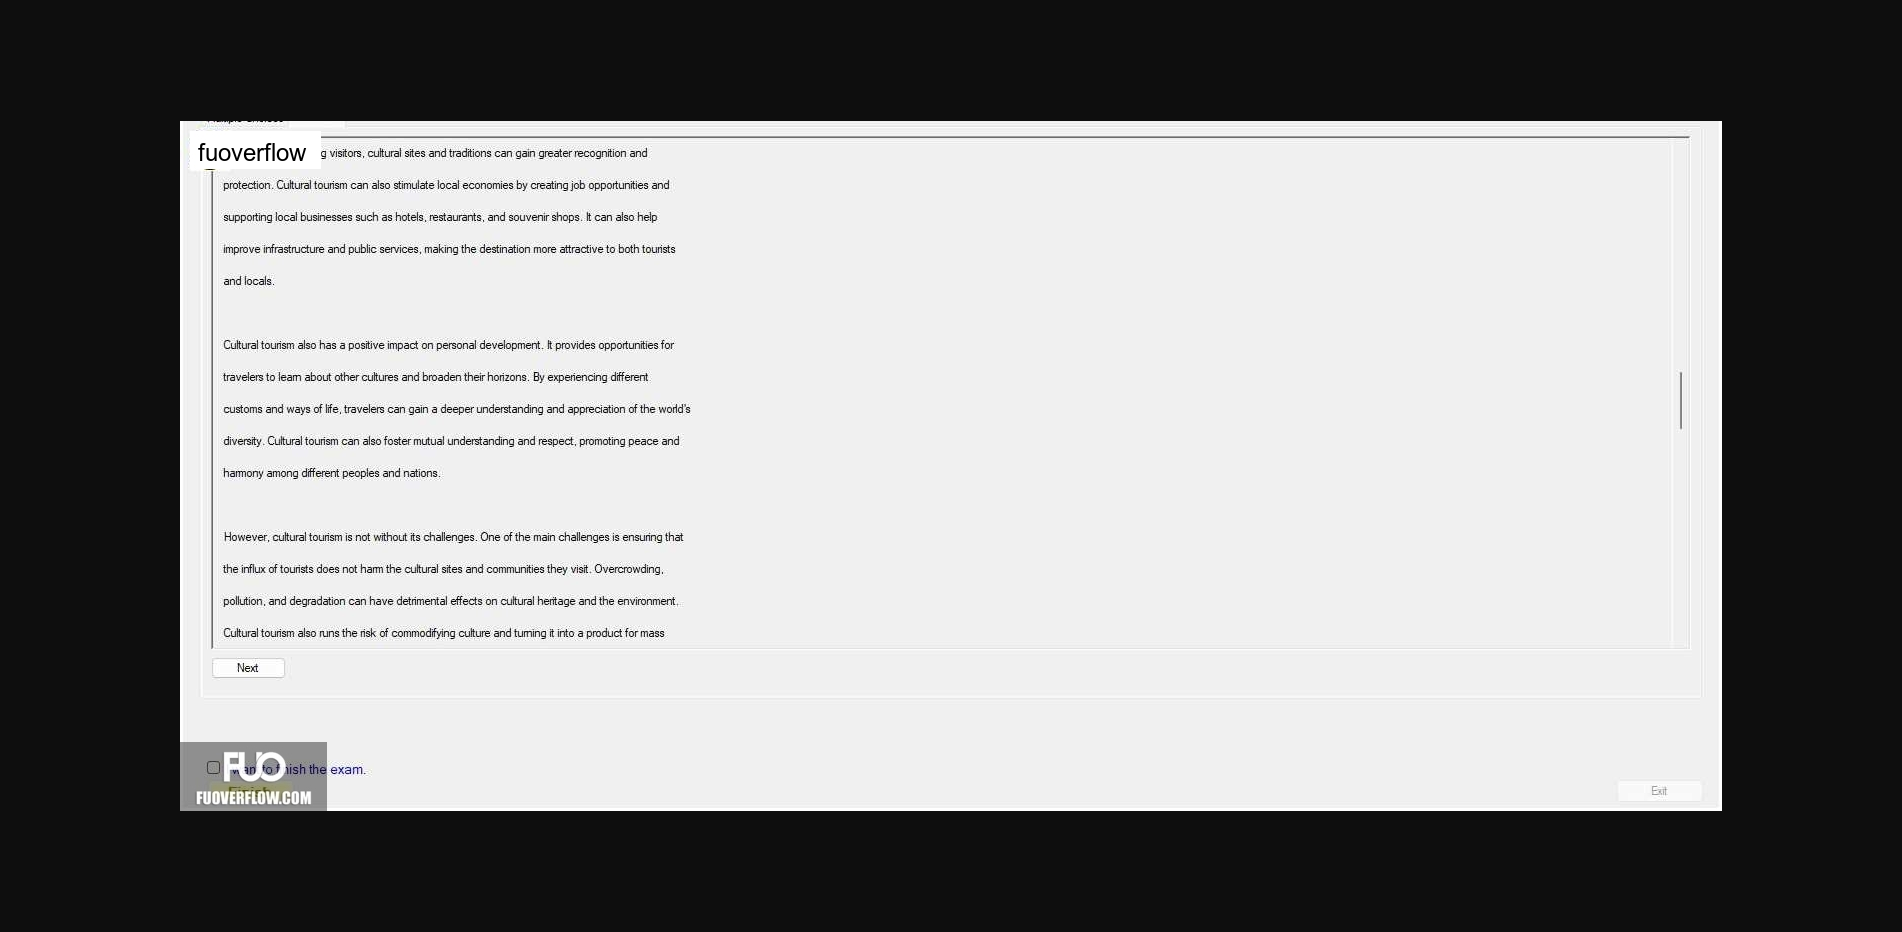 fuoverflow
g visitors, cultural sites and traditions can gain greater recognition and
protection. Cultural tourism can also stimulate local economies by creating job opportunities and
supporting local businesses such as hotels, restaurants, and souvenir shops. It can also help
improve infrastructure and public services, making the destination more attractive to both tourists
and locals.
Cultural tourism also has a positive impact on personal development. It provides opportunities for
travelers to learn about other cultures and broaden their horizons. By experiencing different
customs and ways of life, travelers can gain a deeper understanding and appreciation of the world's
diversity. Cultural tourism can also foster mutual understanding and respect, promoting peace and
harmony among different peoples and nations.
However, cultural tourism is not without its challenges. One of the main challenges is ensuring that
the influx of tourists does not harm the cultural sites and communities they visit. Overcrowding,
pollution, and degradation can have detrimental effects on cultural heritage and the environment.
Cultural tourism also runs the risk of commodifying culture and turning it into a product for mass
Next
FUO
want to finish the exam.
Finish
FUOVERFLOW.COM
Exit